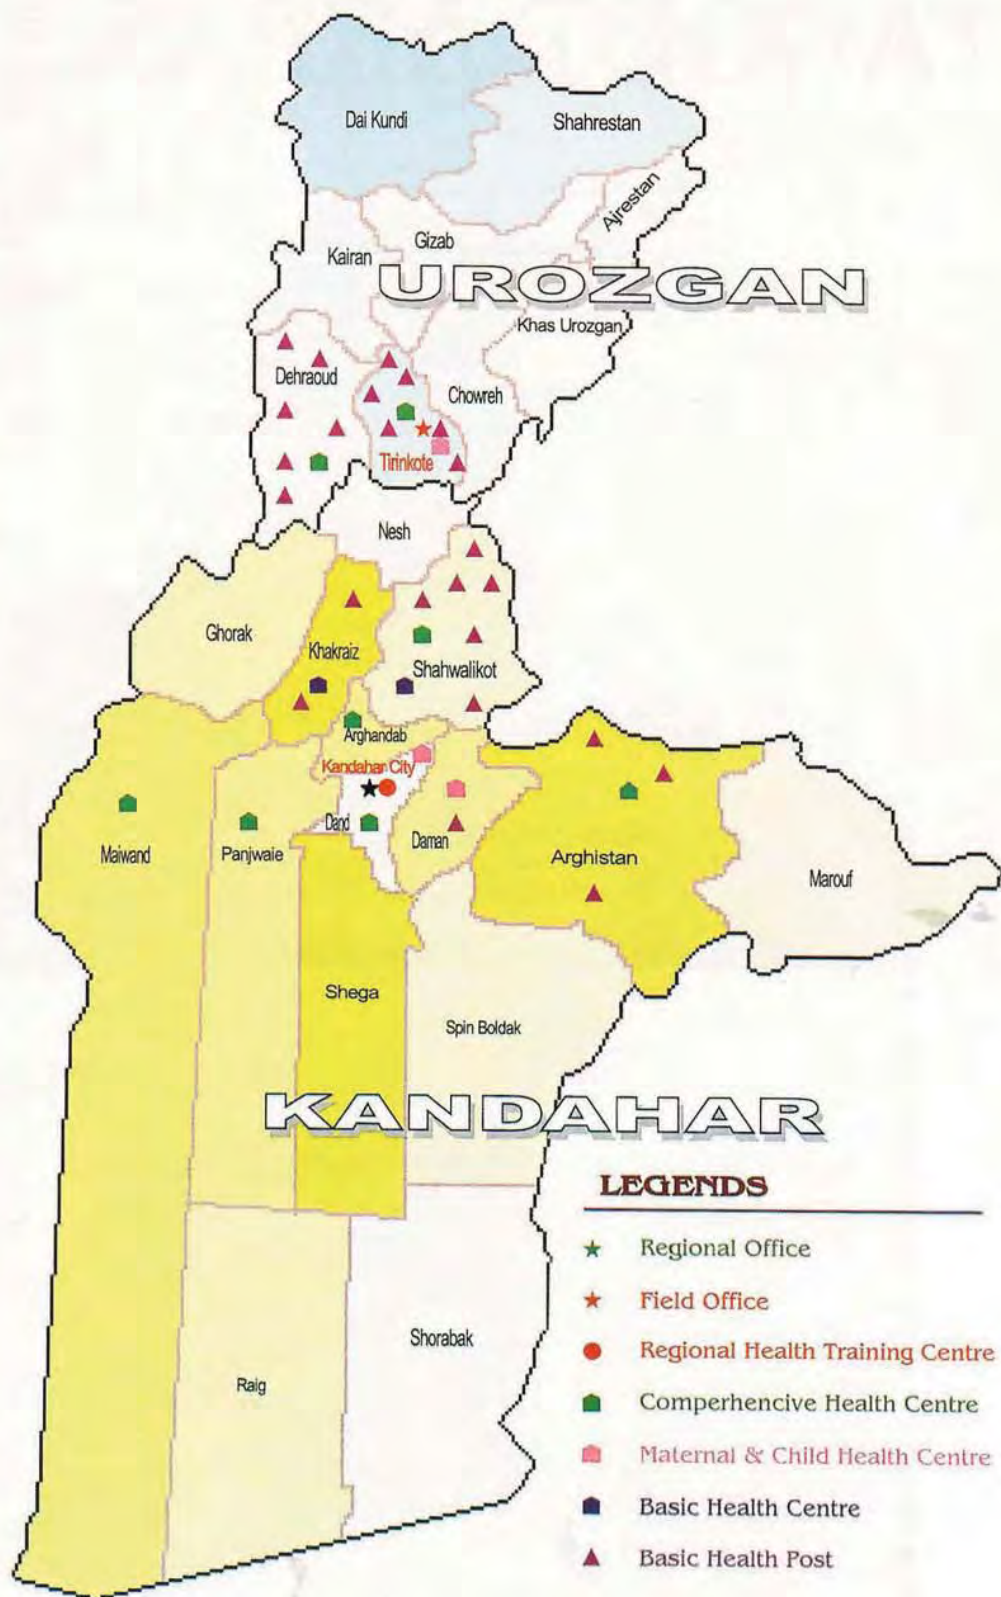 Dai Kundi
Shahrestan
Ajrestan
Gizab
Kairan
UROZGAN
Khas Urozgan
Dehraoud
Chowreh
Tirinkote
Nesh
Ghorak
Khakraiz
Shahwalikot
Arghandab
Kandahar City
Dand
Daman
Maiwand
Panjwaie
Arghistan
Marouf
Shega
Spin Boldak
KANDAHAR
Raig
Shorabak
LEGENDS
Regional Office
Field Office
Regional Health Training Centre
Comperhencive Health Centre
Maternal & Child Health Centre
Basic Health Centre
Basic Health Post